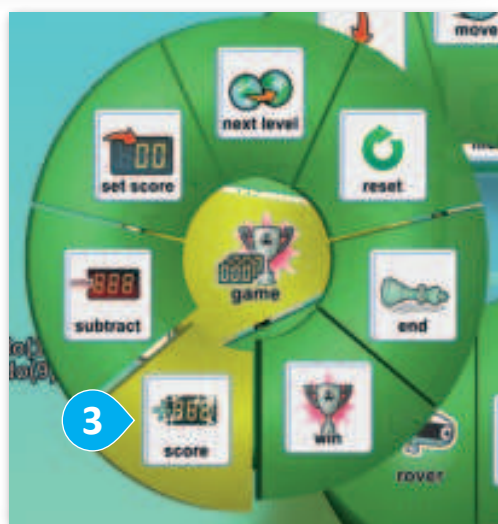 move
next level
set score
reset
game
subtract
end
3
score
win
rover